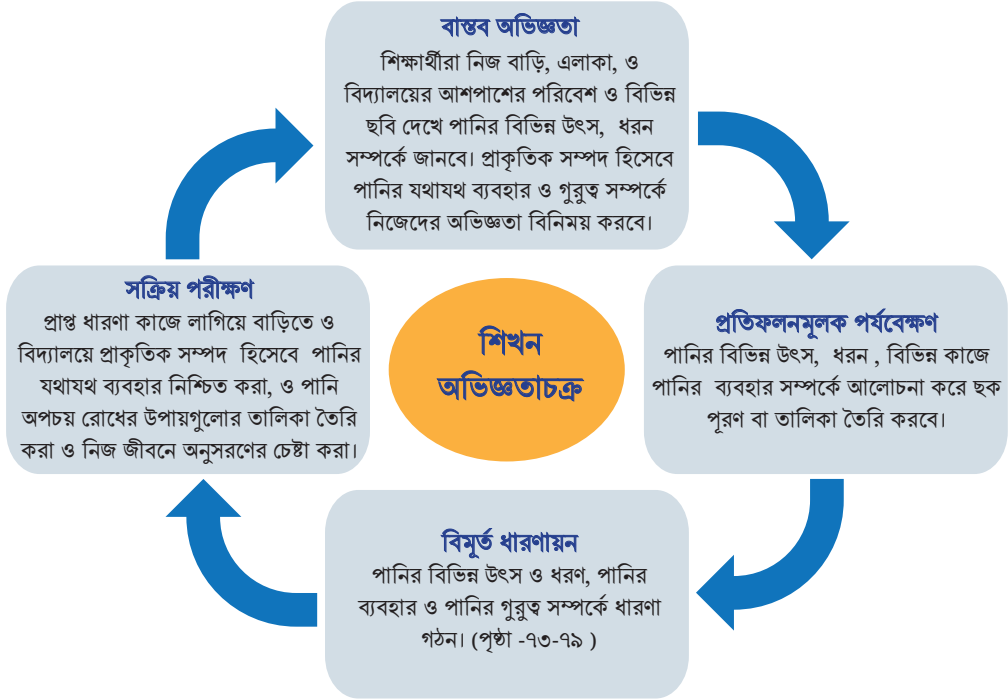 বাস্তব অভিজ্ঞতা
শিক্ষার্থীরা নিজ বাড়ি, এলাকা, ও
বিদ্যালয়ের আশপাশের পরিবেশ ও বিভিন্ন
ছবি দেখে পানির বিভিন্ন উৎস, ধরন
সম্পর্কে জানবে। প্রাকৃতিক সম্পদ হিসেবে
পানির যথাযথ ব্যবহার ও গুরুত্ব সম্পর্কে
নিজেদের অভিজ্ঞতা বিনিময় করবে।
প্রতিফলনমূলক পর্যবেক্ষণ
পানির বিভিন্ন উৎস, ধরন , বিভিন্ন কাজে
পানির ব্যবহার সম্পর্কে আলোচনা করে ছক
পূরণ বা তালিকা তৈরি করবে।
বিমূর্ত ধারণায়ন
পানির বিভিন্ন উৎস ও ধরণ, পানির
ব্যবহার ও পানির গুরুত্ব সম্পর্কে ধারণা
গঠন। (পৃষ্ঠা -৭৩-৭৯ )
সক্রিয় পরীক্ষণ
প্রাপ্ত ধারণা কাজে লাগিয়ে বাড়িতে ও
বিদ্যালয়ে প্রাকৃতিক সম্পদ হিসেবে পানির
যথাযথ ব্যবহার নিশ্চিত করা, ও পানি
অপচয় রোধের উপায়গুলোর তালিকা তৈরি
করা ও নিজ জীবনে অনুসরণের চেষ্টা করা।
শিখন
অভিজ্ঞতাচক্র